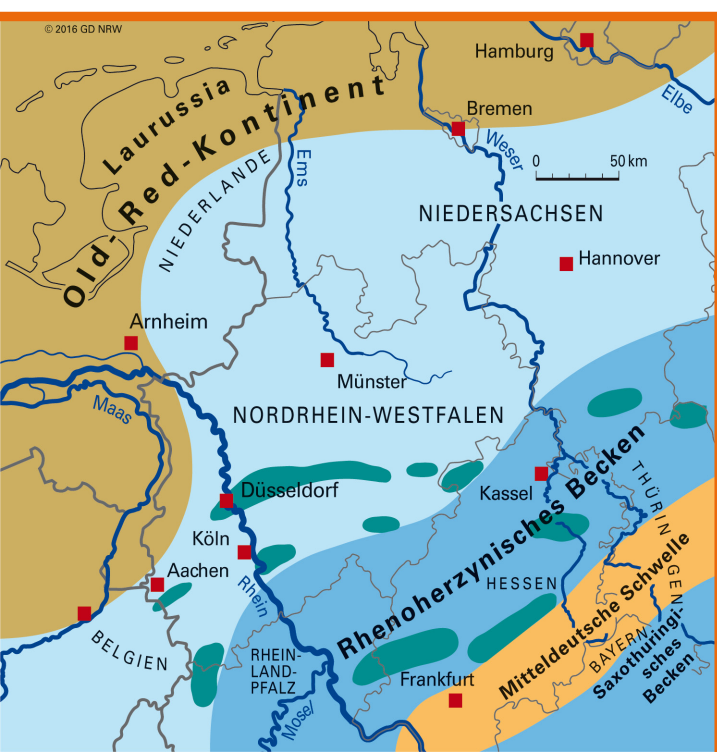 © 2016 GD NRW
Hamburg
Elbe
Laurussia
Old-Red-Kontinent
Bremen
Weser
0 50 km
Ems
NIEDERLANDE
NIEDERSACHSEN
Hannover
Arnheim
Münster
Maas
NORDRHEIN-WESTFALEN
Düsseldorf
Kassel
Rhenoherzynisches Becken
THÜRINGEN
Köln
Aachen
Rhein
HESSEN
Mitteldeutsche Schwelle
BELGIEN
RHEIN-
LAND-
PFALZ
BAYERN
Saxothuringi-
sches
Becken
Frankfurt
Mosel